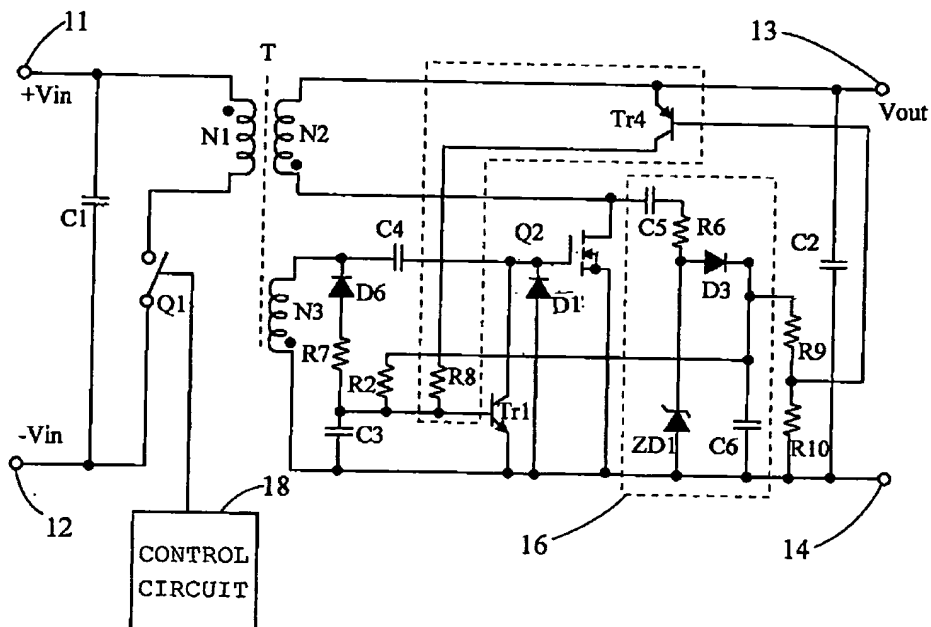 11
T
13
+Vin
Vout
Tr4
N1
N2
C1
C4
Q2
C5
R6
C2
D6
D1
D3
N3
Q1
R7
R9
R2
R8
Tr1
C3
ZD1
C6
R10
-Vin
12
18
16
14
CONTROL
CIRCUIT